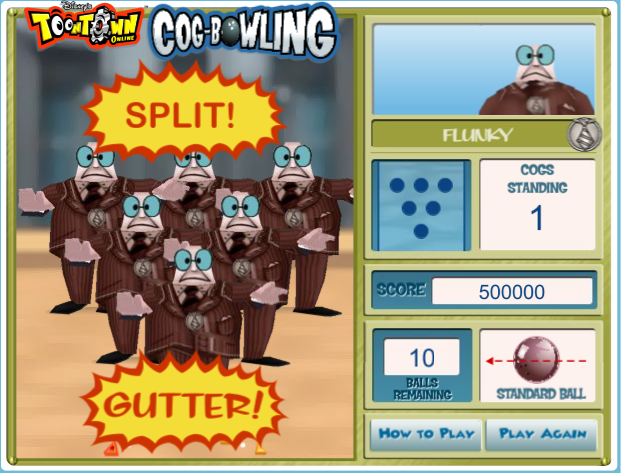 Disney's
TOONTOWN
ONLINE
COG-BOWLING
SPLIT!
GUTTER!
FLUNKY
COGS
STANDING
1
SCORE 500000
10
BALLS
REMAINING
STANDARD BALL
HOW TO PLAY
PLAY AGAIN